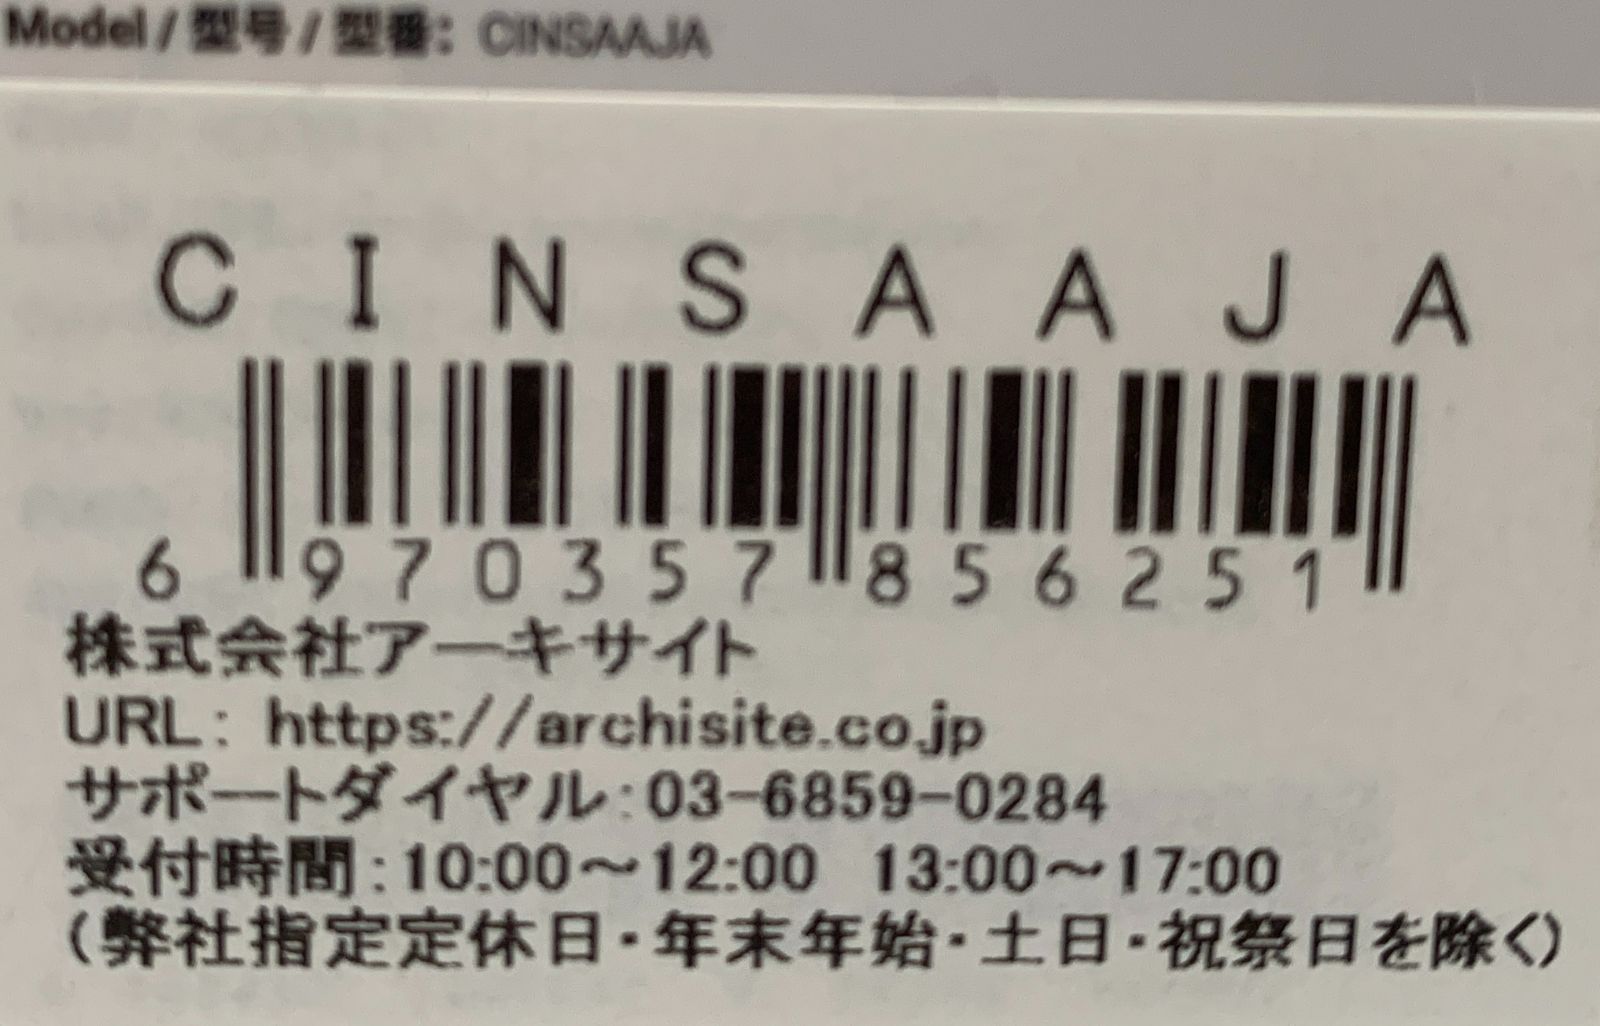 Model / 型号 / 型番: CINSAAJA
CINSAAJA
6 970357 856251
株式会社アーキサイト
URL: https://archisite.co.jp
サポートダイヤル:03-6859-0284
受付時間:10:00～12:00 13:00～17:00
(弊社指定定休日・年末年始・土日・祝祭日を除く)